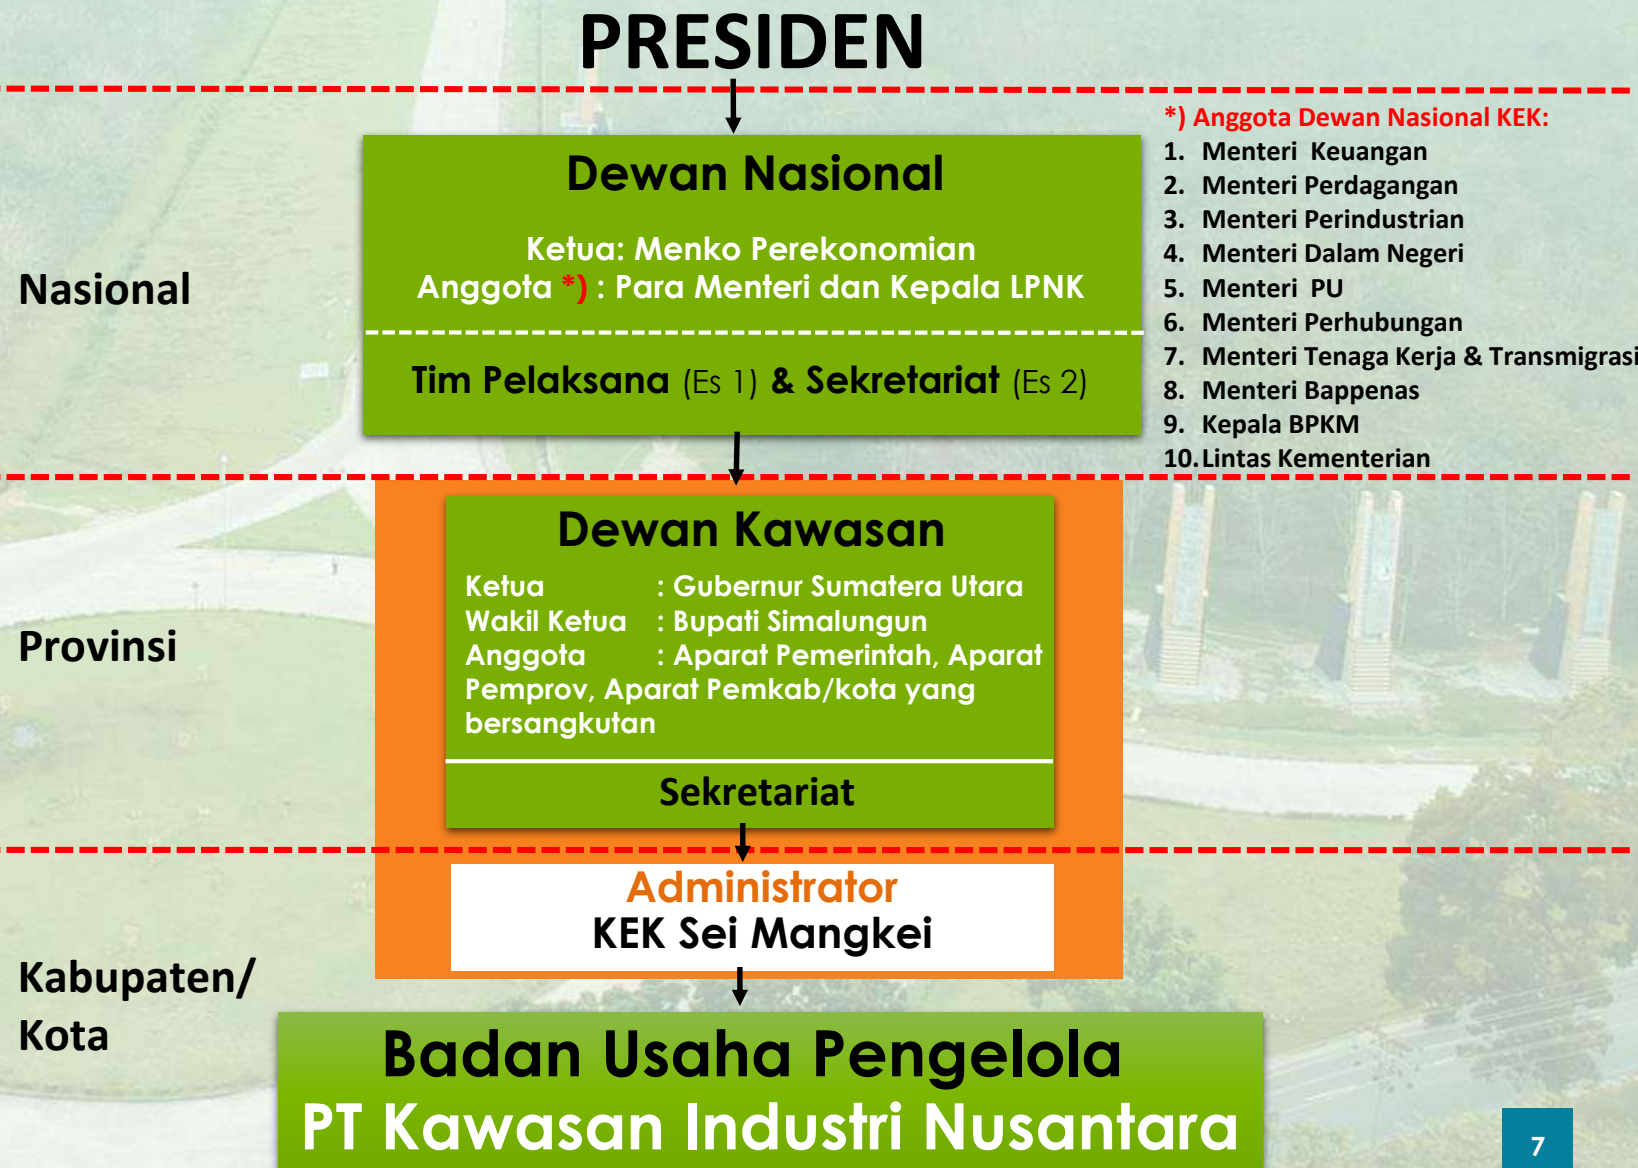 PRESIDEN
Nasional
Dewan Nasional
Ketua: Menko Perekonomian
Anggota *) : Para Menteri dan Kepala LPNK
Tim Pelaksana (Es 1) & Sekretariat (Es 2)
*) Anggota Dewan Nasional KEK:
1. Menteri Keuangan
2. Menteri Perdagangan
3. Menteri Perindustrian
4. Menteri Dalam Negeri
5. Menteri PU
6. Menteri Perhubungan
7. Menteri Tenaga Kerja & Transmigrasi
8. Menteri Bappenas
9. Kepala BPKM
10. Lintas Kementerian
Provinsi
Dewan Kawasan
Ketua : Gubernur Sumatera Utara
Wakil Ketua : Bupati Simalungun
Anggota : Aparat Pemerintah, Aparat
Pemprov, Aparat Pemkab/kota yang
bersangkutan
Sekretariat
Kabupaten/
Kota
Administrator
KEK Sei Mangkei
Badan Usaha Pengelola
PT Kawasan Industri Nusantara
7